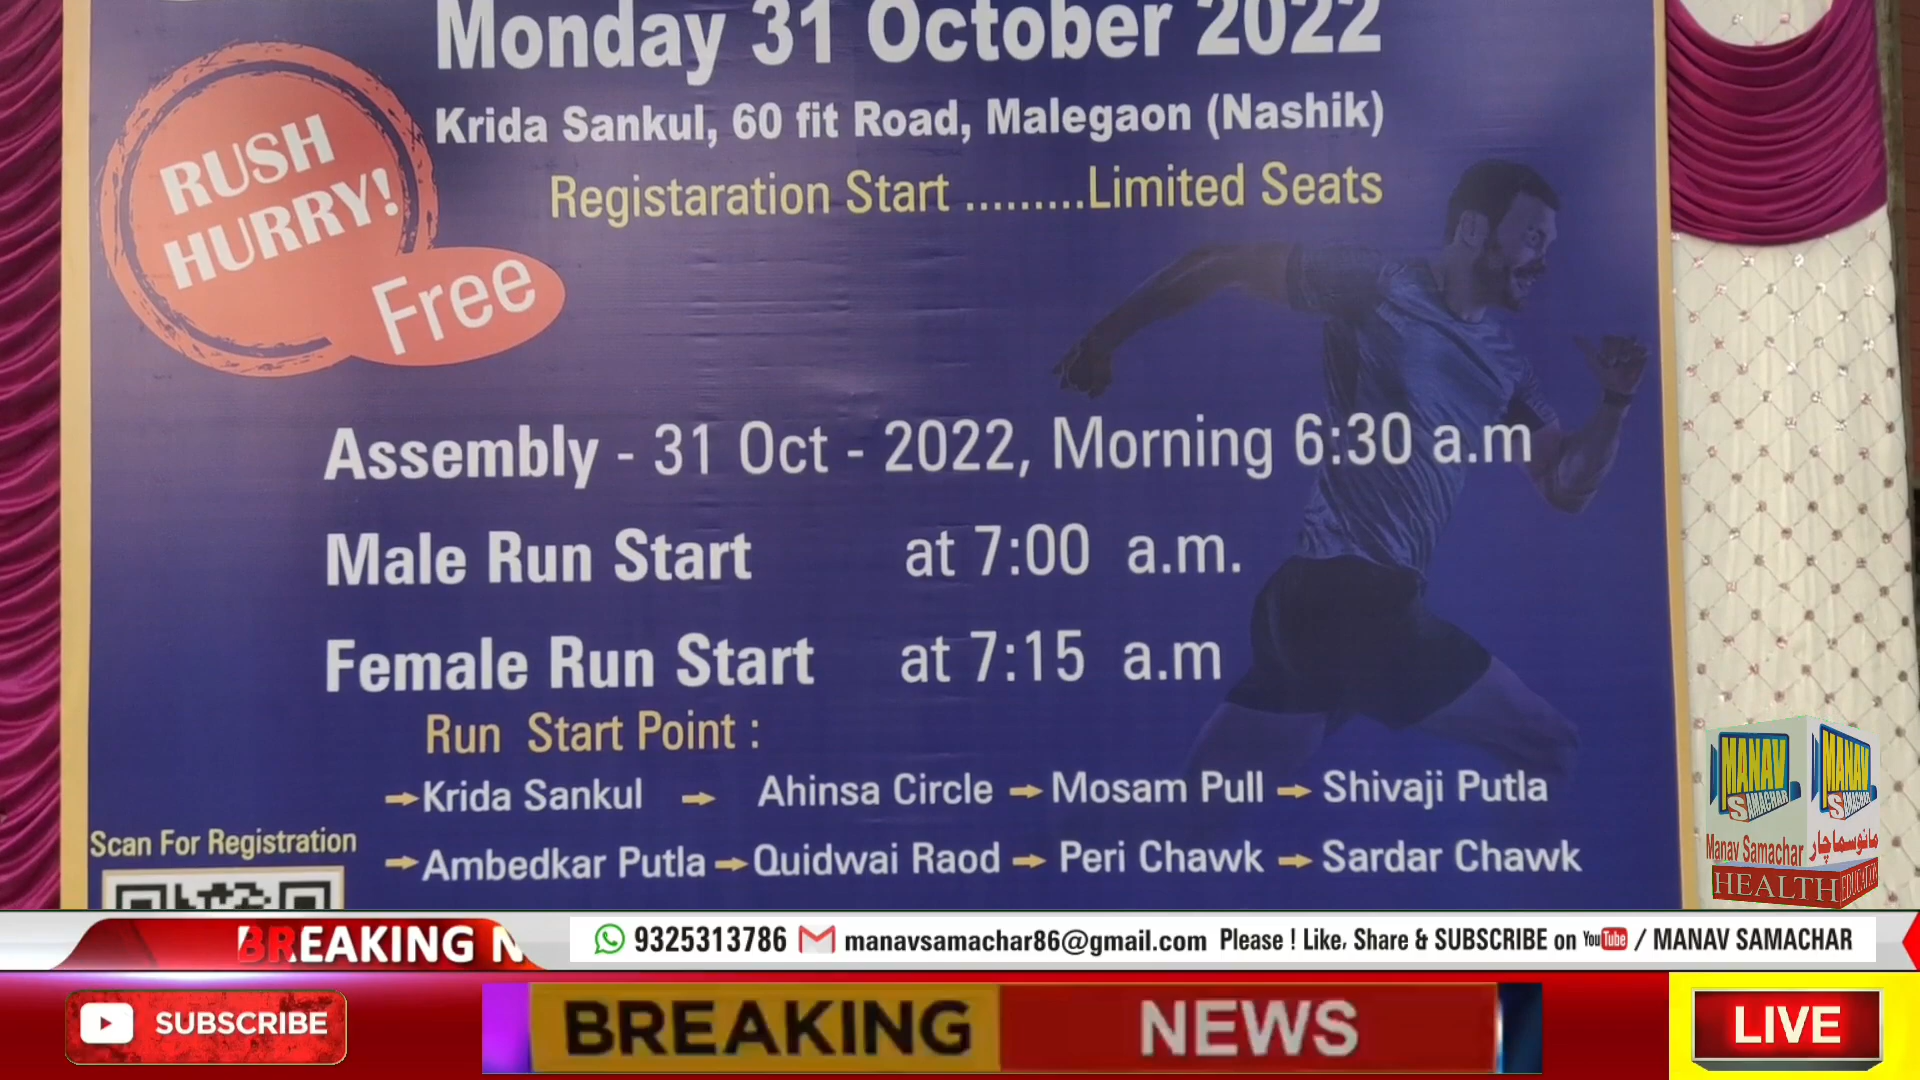 Monday 31 October 2022
Krida Sankul, 60 fit Road, Malegaon (Nashik)
Registaration Start .........Limited Seats
RUSH
HURRY!
Free
Assembly - 31 Oct - 2022, Morning 6:30 a.m
Male Run Start at 7:00 a.m.
Female Run Start at 7:15 a.m
Run Start Point :
→Krida Sankul → Ahinsa Circle →Mosam Pull → Shivaji Putla
→Ambedkar Putla →Quidwai Raod → Peri Chawk → Sardar Chawk
Scan For Registration
MANAV
SAMACHAR
MANAV
SAMACHAR
Manav Samachar مانوسماچار
HEALTH EDUCATION
BREAKING N
9325313786 manavsamachar86@gmail.com Please ! Like, Share & SUBSCRIBE on YouTube / MANAV SAMACHAR
SUBSCRIBE
BREAKING NEWS
LIVE